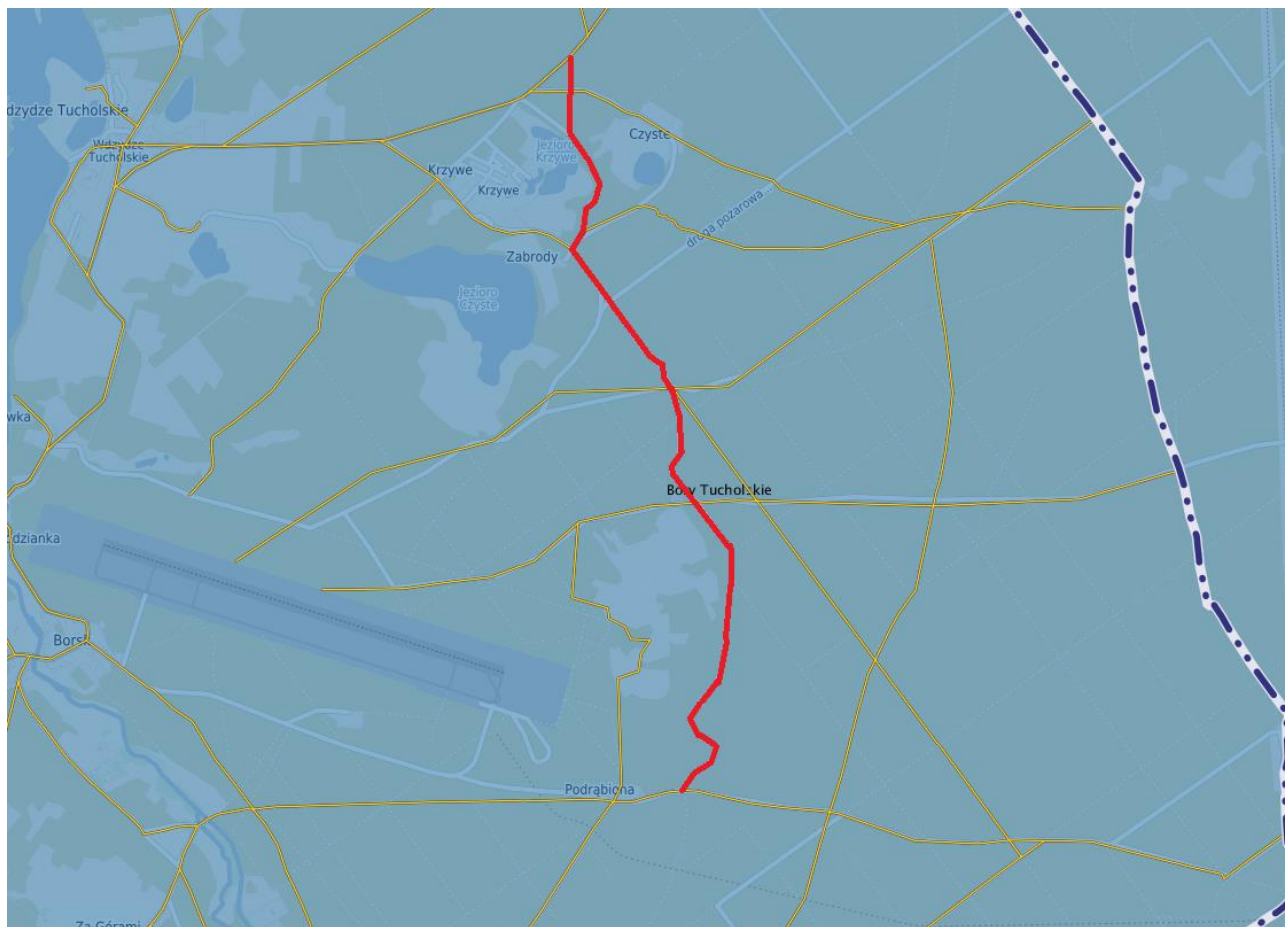 dzydze Tucholskie
Wdzydze
Tucholskie
Jezioro
Krzywe
Czyste
Krzywe
Krzywe
droga pożarowa ...
Zabrody
Jezioro
Czyste
wka
Bory Tucholskie
dzianka
Borsk
Podrąbiona
Za Górami